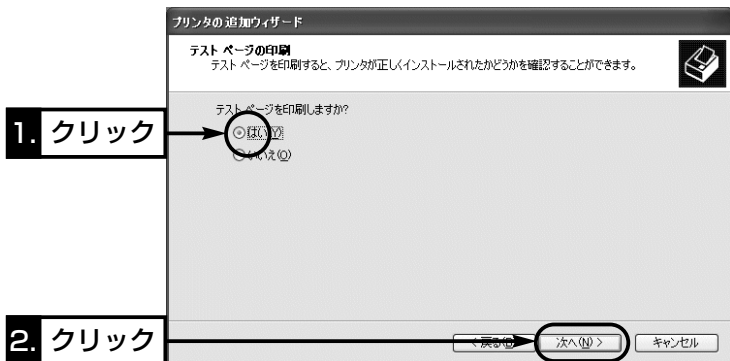 プリンタの追加ウィザード
テスト ページの印刷
テスト ページを印刷すると、プリンタが正しくインストールされたかどうかを確認することができます。
テスト ページを印刷しますか?
1. クリック
はい(Y)
いいえ(O)
2. クリック
< 戻る(B)
次へ(N) >
キャンセル